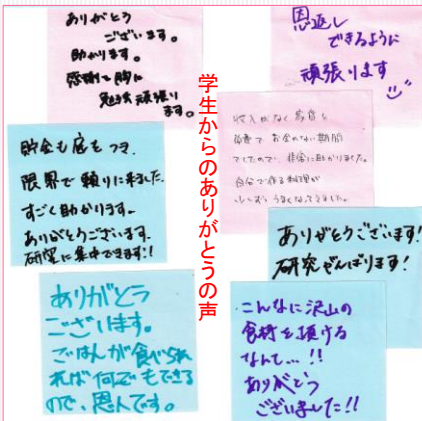 ありがとう
ございます。
助かります。
感謝を胸に
勉強頑張り
ます。
恩返し
できるように
頑張ります
学生からのありがとうの声
貯金も底をつき、
限界で頼りに来ました。
すごく助かります。
ありがとうございます。
研究に集中できます!!
収入がなく家賃と
でお金のない期間
でしたので、非常に助かりました。
自分で作る料理が
うまくなってきました。
ありがとうございます!
研究がんばります!
ありがとう
ございます。
ごはんが食べられ
れば何でもできる
ので、恩人です。
こんなに沢山の
食材を頂ける
なんて…!!
ありがとう
ございました!!